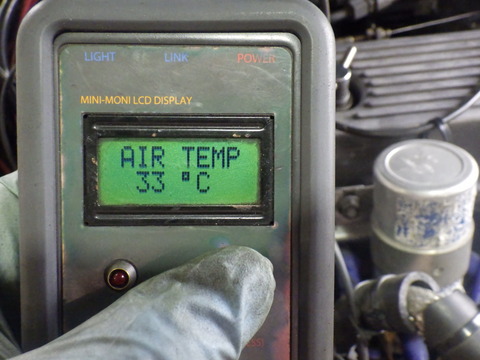 LIGHT LINK POWER
MINI-MONI LCD DISPLAY
AIR TEMP
33 °C